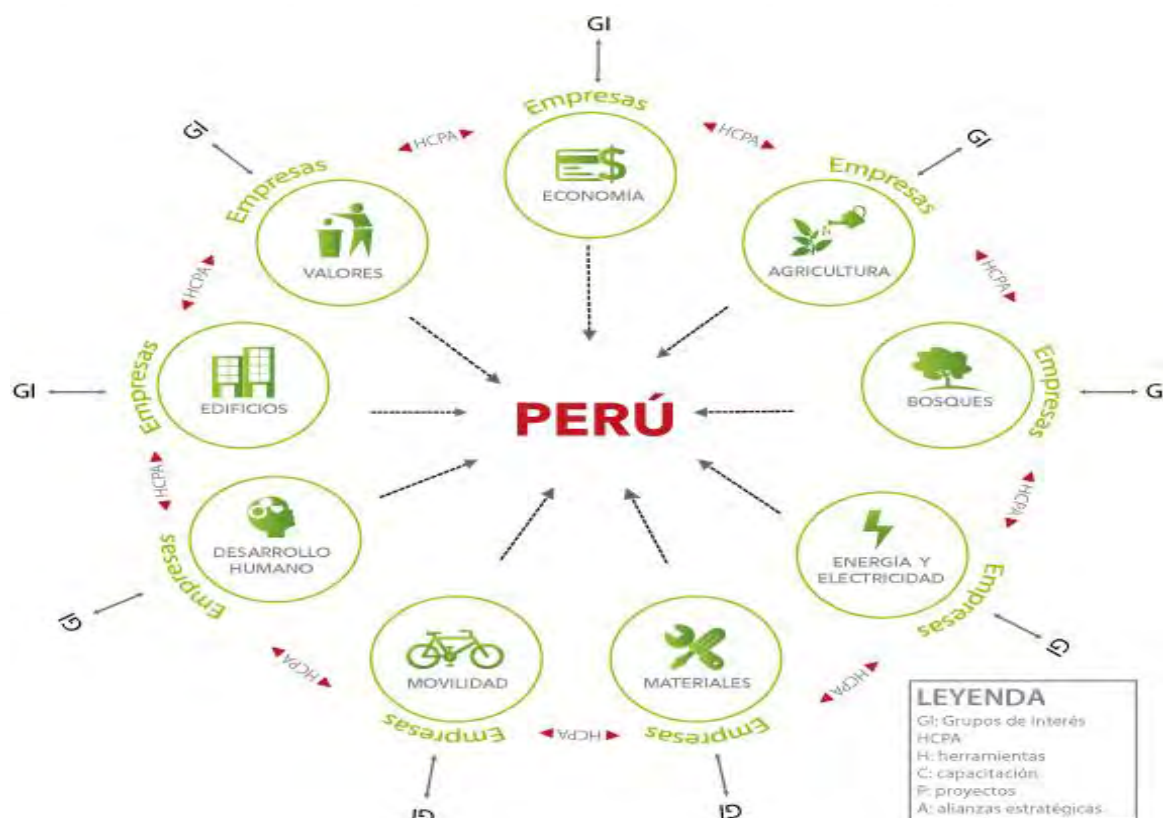 GI
Empresas
ECONOMÍA
HCPA
GI
Empresas
AGRICULTURA
HCPA
Empresas
BOSQUES
G
HCPA
Empresas
ENERGÍA Y
ELECTRICIDAD
GI
HCPA
Empresas
MATERIALES
GI
HCPA
Empresas
MOVILIDAD
GI
HCPA
Empresas
DESARROLLO
HUMANO
GI
HCPA
Empresas
EDIFICIOS
GI
HCPA
Empresas
VALORES
GI
HCPA
PERÚ
LEYENDA
GI: Grupos de Interés
HCPA
H: herramientas
C: capacitación
P: proyectos
A: alianzas estratégicas